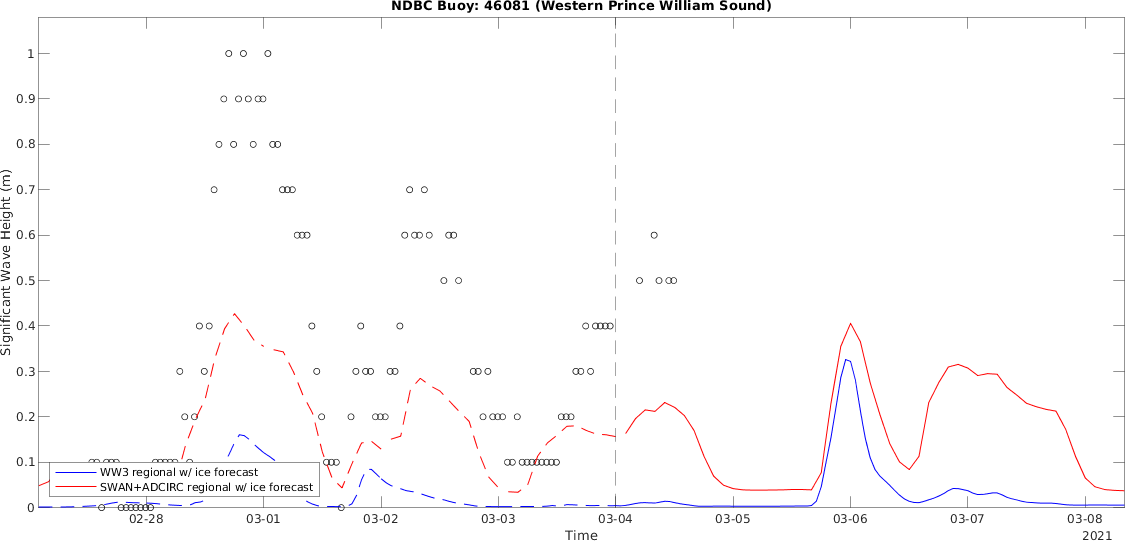 NDBC Buoy: 46081 (Western Prince William Sound)
Significant Wave Height (m)
1
0.9
0.8
0.7
0.6
0.5
0.4
0.3
0.2
0.1
0
WW3 regional w/ ice forecast
SWAN+ADCIRC regional w/ ice forecast
02-28 03-01 03-02 03-03 03-04 03-05 03-06 03-07 03-08
Time
2021